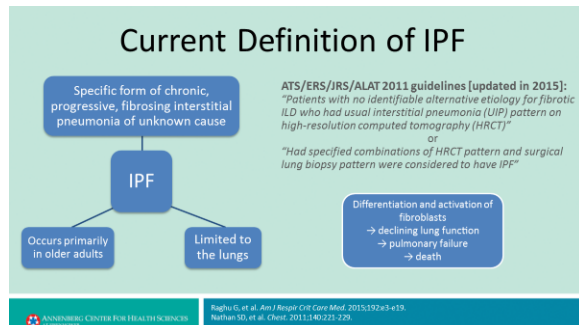 Current Definition of IPF
Specific form of chronic,
progressive, fibrosing interstitial
pneumonia of unknown cause
IPF
Occurs primarily
in older adults
Limited to
the lungs
ATS/ERS/JRS/ALAT 2011 guidelines [updated in 2015]:
“Patients with no identifiable alternative etiology for fibrotic
ILD who had usual interstitial pneumonia (UIP) pattern on
high-resolution computed tomography (HRCT)”
or
“Had specified combinations of HRCT pattern and surgical
lung biopsy pattern were considered to have IPF”
Differentiation and activation of
fibroblasts
→ declining lung function
→ pulmonary failure
→ death
ANNENBERG CENTER FOR HEALTH SCIENCES
Raghu G, et al. Am J Respir Crit Care Med. 2015;192:e3-e19.
Nathan SD, et al. Chest. 2011;140:221-229.